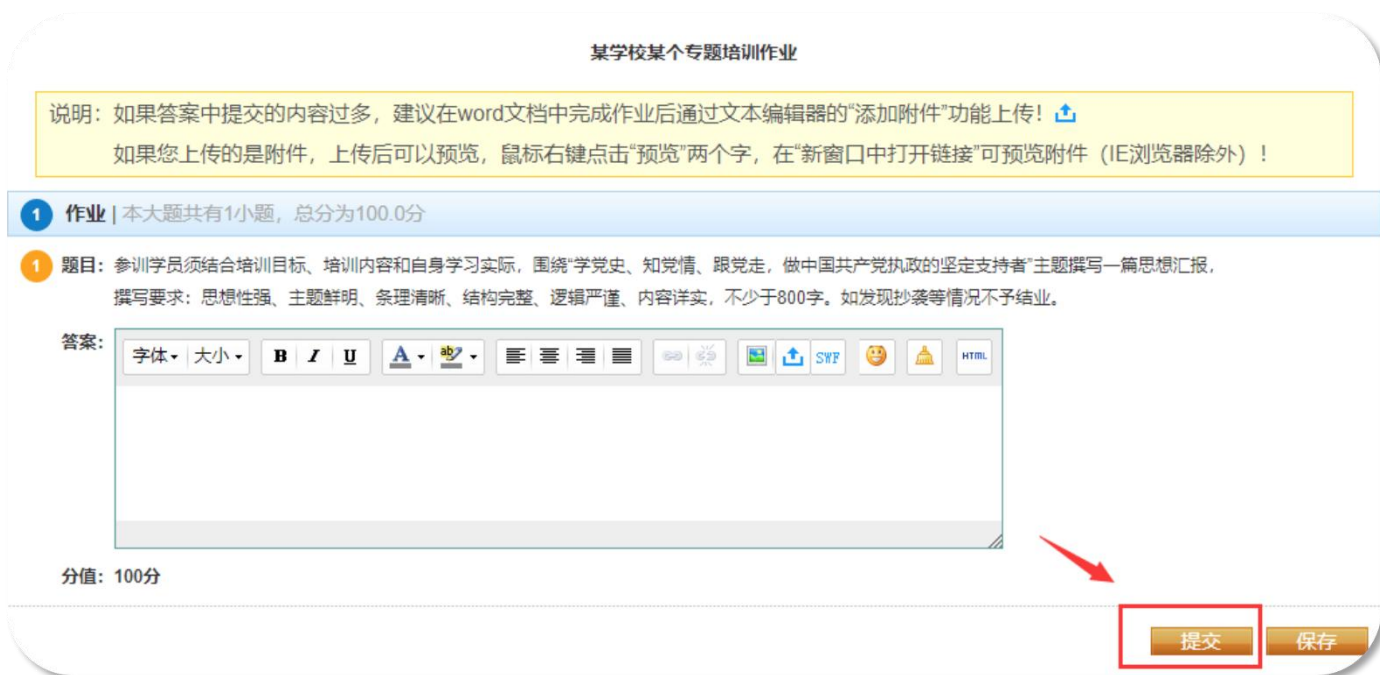 某学校某个专题培训作业
说明：如果答案中提交的内容过多，建议在word文档中完成作业后通过文本编辑器的“添加附件”功能上传！
如果您上传的是附件，上传后可以预览，鼠标右键点击“预览”两个字，在“新窗口中打开链接”可预览附件（IE浏览器除外）！
1 作业 | 本大题共有1小题，总分为100.0分
1 题目：参训学员须结合培训目标、培训内容和自身学习实际，围绕“学党史、知党情、跟党走，做中国共产党执政的坚定支持者”主题撰写一篇思想汇报，
撰写要求：思想性强、主题鲜明、条理清晰、结构完整、逻辑严谨、内容详实，不少于800字。如发现抄袭等情况不予结业。
答案：
字体 大小 B I U A ab SWF HTML
分值：100分
提交 保存